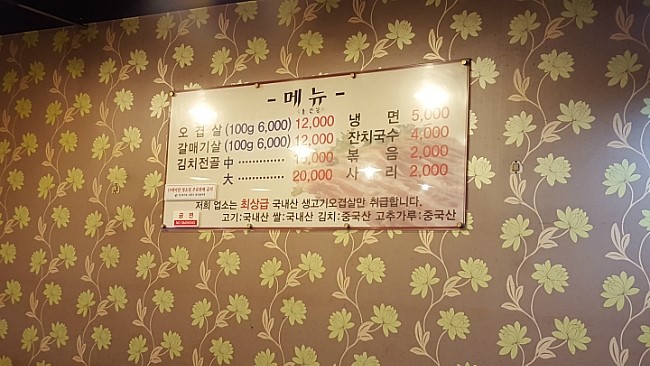 - 메 뉴 -
오 겹 살 (100g 6,000) 12,000
갈매기살 (100g 6,000) 12,000
김치전골 中 ··············
大 ·············· 20,000
냉 면 5,000
잔치국수 4,000
볶 음 2,000
사 리 2,000
저희 업소는 최상급 국내산 생고기오겹살만 취급합니다.
고기:국내산 쌀:국내산 김치:중국산 고추가루:중국산
금연
NO SMOKING